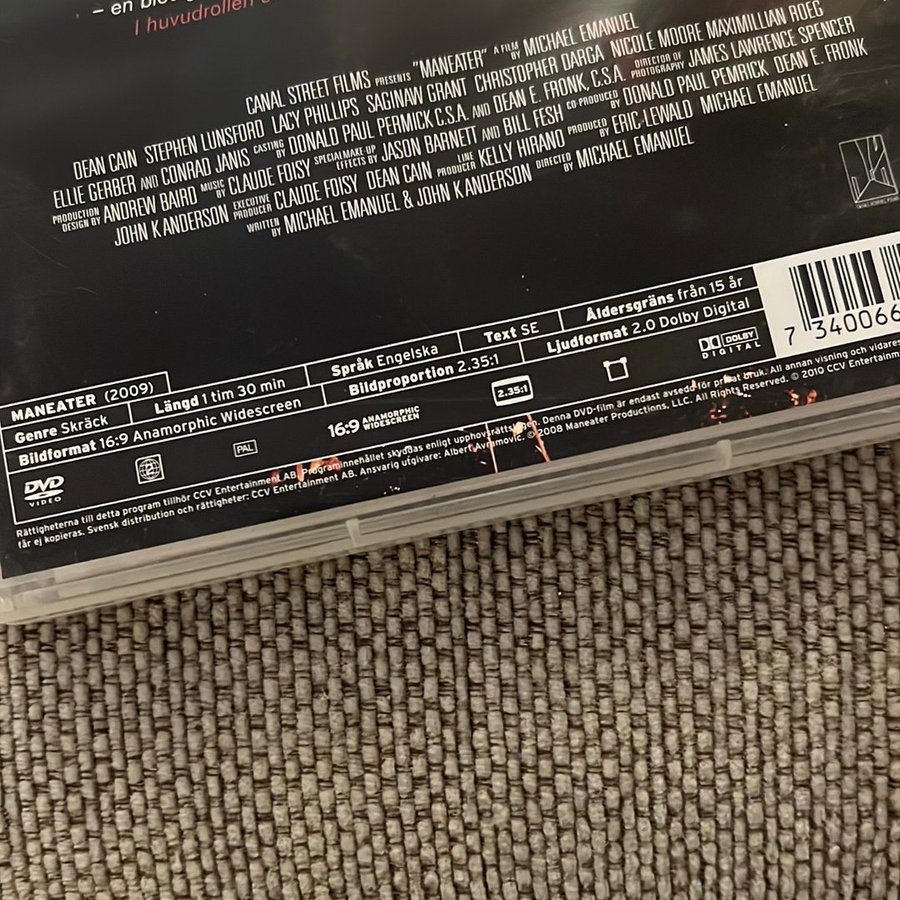 – en
I huvudrollen
CANAL STREET FILMS PRESENTS "MANEATER" A FILM BY MICHAEL EMANUEL
DEAN CAIN STEPHEN LUNSFORD LACY PHILLIPS SAGINAW GRANT CHRISTOPHER DARGA NICOLE MOORE MAXIMILLIAN ROEG
ELLIE GERBER AND CONRAD JANIS CASTING BY DONALD PAUL PERMICK C.S.A. AND DEAN E. FRONK, C.S.A. DIRECTOR OF PHOTOGRAPHY JAMES LAWRENCE SPENCER
PRODUCTION DESIGN BY ANDREW BAIRD MUSIC BY CLAUDE FOISY SPECIAL MAKE-UP EFFECTS BY JASON BARNETT AND BILL FESH CO-PRODUCED BY DONALD PAUL PEMRICK DEAN E. FRONK
JOHN K ANDERSON EXECUTIVE PRODUCER CLAUDE FOISY DEAN CAIN LINE PRODUCER KELLY HIRANO PRODUCED BY ERIC LEWALD MICHAEL EMANUEL
WRITTEN BY MICHAEL EMANUEL & JOHN K ANDERSON DIRECTED BY MICHAEL EMANUEL
MANEATER (2009)
Genre Skräck Längd 1 tim 30 min Språk Engelska Text SE Åldersgräns från 15 år
Bildformat 16:9 Anamorphic Widescreen Bildproportion 2.35:1 Ljudformat 2.0 Dolby Digital
DVD VIDEO 2 PAL 16:9 ANAMORPHIC WIDESCREEN 2.35:1 DOLBY DIGITAL
7 340066
Rättigheterna till detta program tillhör CCV Entertainment AB. Programinnehållet skyddas enligt upphovsrättslagen. Denna DVD-film är endast avsedd för privat bruk. All annan visning och vidares
får ej kopieras. Svensk distribution och rättigheter: CCV Entertainment AB. Ansvarig utgivare: Albert Avramovic. © 2008 Maneater Productions, LLC. All Rights Reserved. © 2010 CCV Entertainm